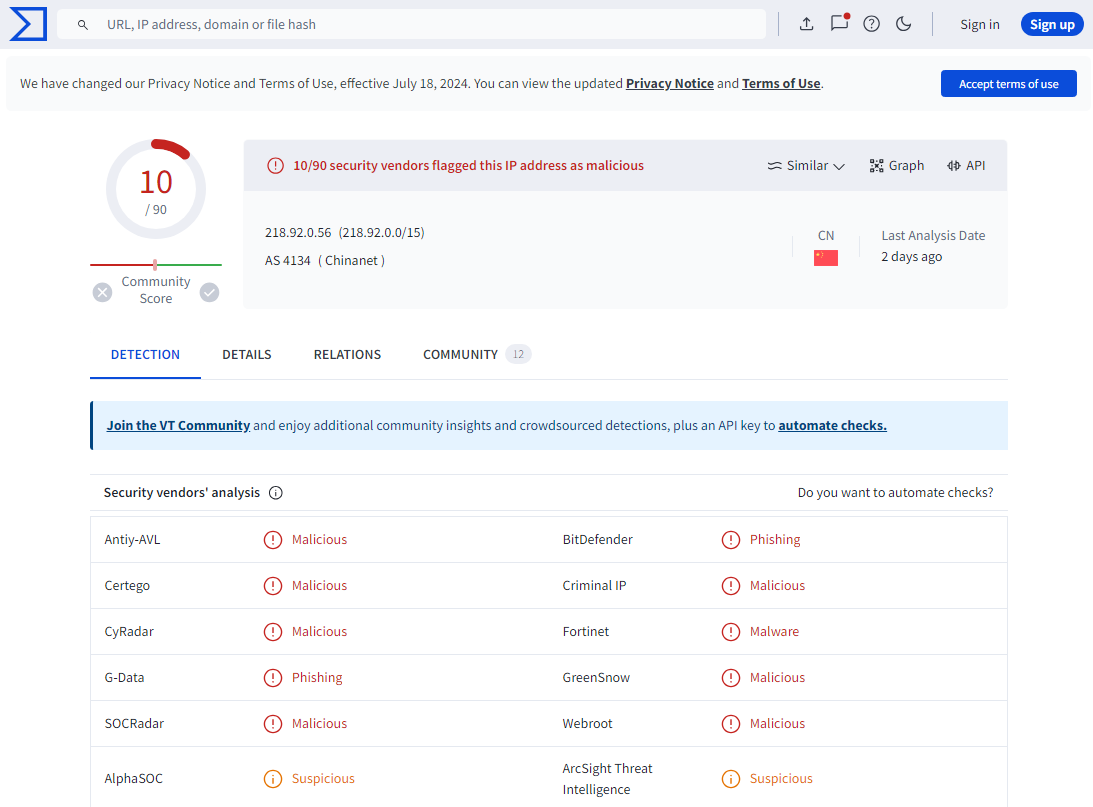 URL, IP address, domain or file hash
Sign in
Sign up
We have changed our Privacy Notice and Terms of Use, effective July 18, 2024. You can view the updated Privacy Notice and Terms of Use.
Accept terms of use
10
/ 90
Community
Score
10/90 security vendors flagged this IP address as malicious
Similar
Graph
API
218.92.0.56 (218.92.0.0/15)
AS 4134 ( Chinanet )
CN
Last Analysis Date
2 days ago
DETECTION
DETAILS
RELATIONS
COMMUNITY 12
Join the VT Community and enjoy additional community insights and crowdsourced detections, plus an API key to automate checks.
Security vendors' analysis
Do you want to automate checks?
Antiy-AVL Malicious BitDefender Phishing
Certego Malicious Criminal IP Malicious
CyRadar Malicious Fortinet Malware
G-Data Phishing GreenSnow Malicious
SOCRadar Malicious Webroot Malicious
AlphaSOC Suspicious ArcSight Threat
Intelligence Suspicious